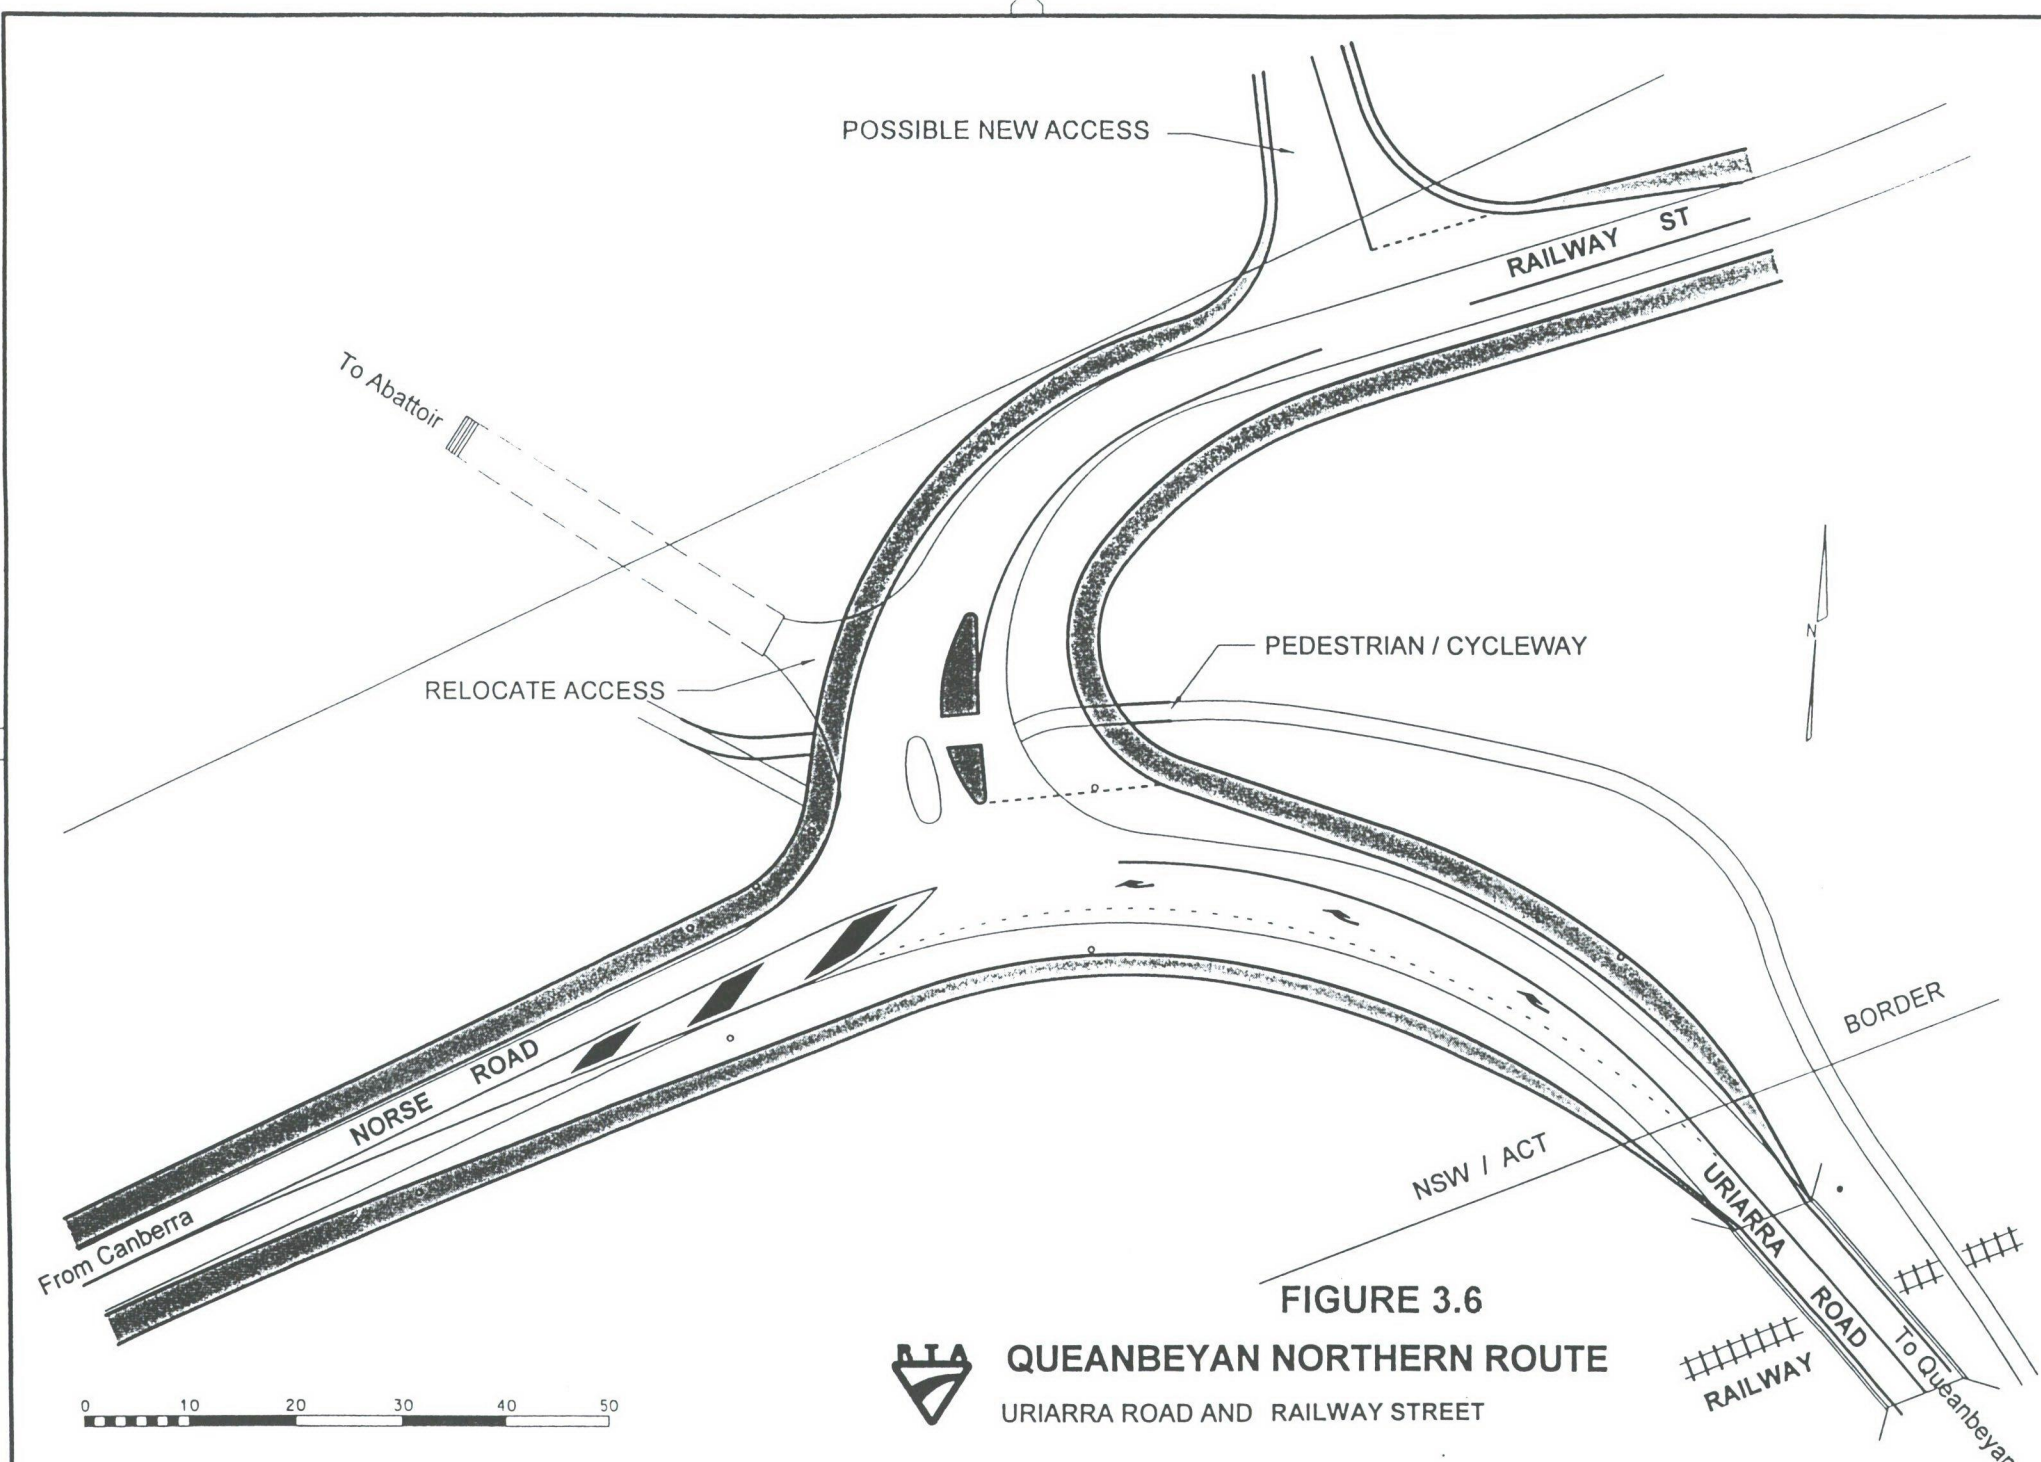 POSSIBLE NEW ACCESS
RAILWAY ST
To Abattoir
RELOCATE ACCESS
PEDESTRIAN / CYCLEWAY
N
NORSE ROAD
From Canberra
BORDER
NSW / ACT
URIARRA ROAD
To Queanbeyan
RAILWAY
FIGURE 3.6
RTA
QUEANBEYAN NORTHERN ROUTE
URIARRA ROAD AND RAILWAY STREET
0 10 20 30 40 50